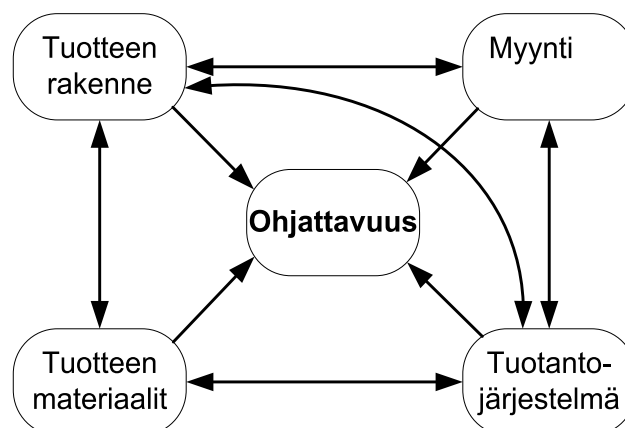 Tuotteen
rakenne
Myynti
Ohjattavuus
Tuotteen
materiaalit
Tuotanto-
järjestelmä